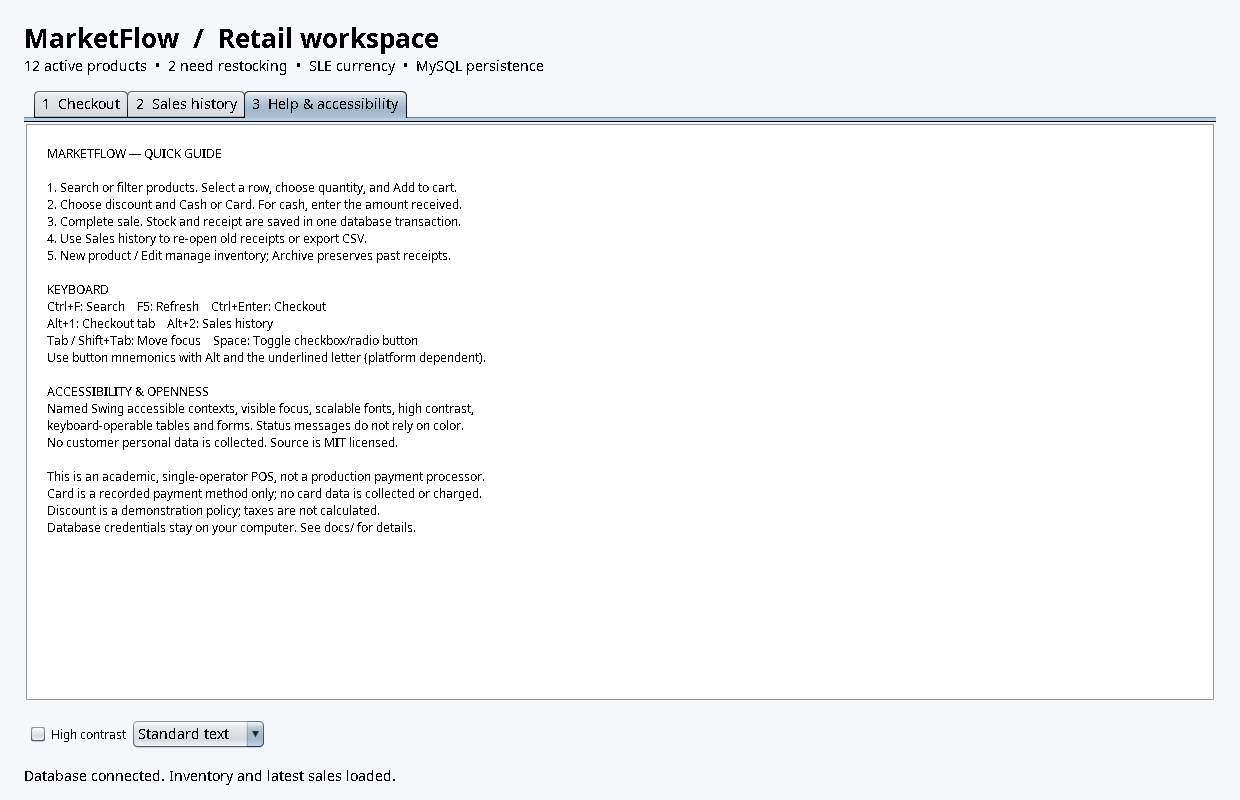 MarketFlow / Retail workspace
12 active products • 2 need restocking • SLE currency • MySQL persistence
1 Checkout
2 Sales history
3 Help & accessibility
MARKETFLOW — QUICK GUIDE
1. Search or filter products. Select a row, choose quantity, and Add to cart.
2. Choose discount and Cash or Card. For cash, enter the amount received.
3. Complete sale. Stock and receipt are saved in one database transaction.
4. Use Sales history to re-open old receipts or export CSV.
5. New product / Edit manage inventory; Archive preserves past receipts.
KEYBOARD
Ctrl+F: Search F5: Refresh Ctrl+Enter: Checkout
Alt+1: Checkout tab Alt+2: Sales history
Tab / Shift+Tab: Move focus Space: Toggle checkbox/radio button
Use button mnemonics with Alt and the underlined letter (platform dependent).
ACCESSIBILITY & OPENNESS
Named Swing accessible contexts, visible focus, scalable fonts, high contrast,
keyboard-operable tables and forms. Status messages do not rely on color.
No customer personal data is collected. Source is MIT licensed.
This is an academic, single-operator POS, not a production payment processor.
Card is a recorded payment method only; no card data is collected or charged.
Discount is a demonstration policy; taxes are not calculated.
Database credentials stay on your computer. See docs/ for details.
High contrast
Standard text
Database connected. Inventory and latest sales loaded.